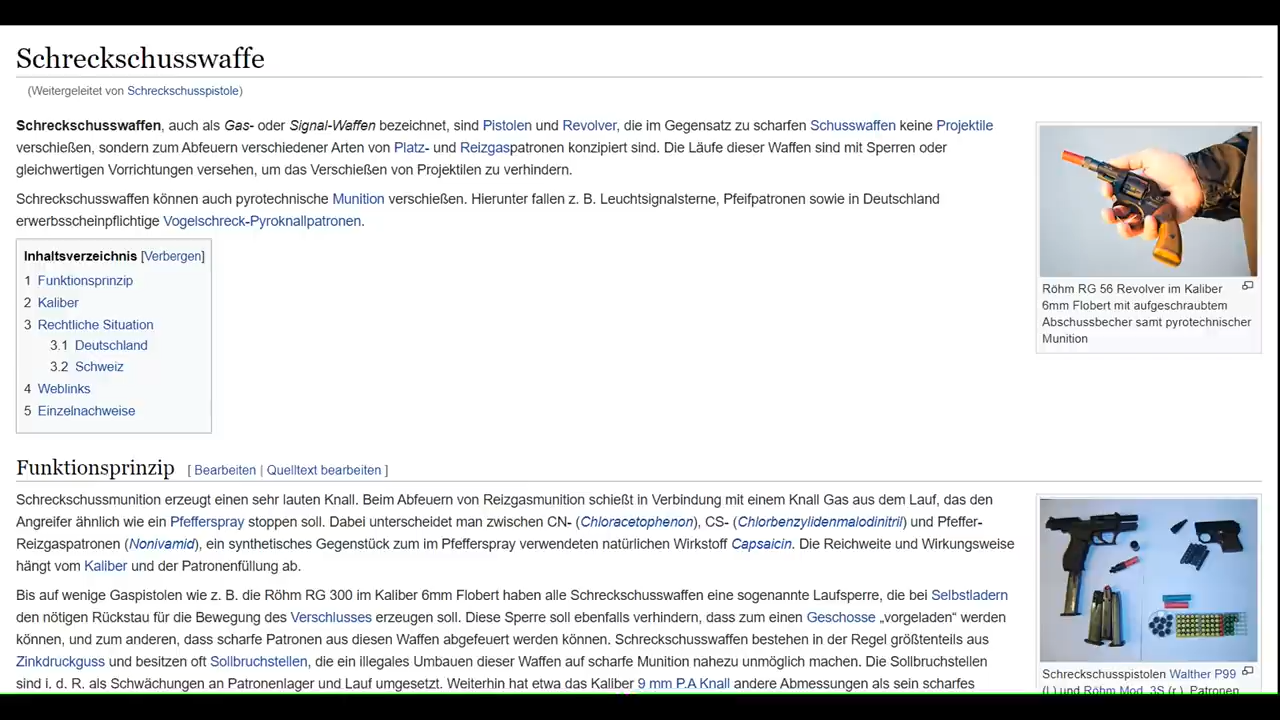 Schreckschusswaffe
(Weitergeleitet von Schreckschusspistole)
Schreckschusswaffen, auch als Gas- oder Signal-Waffen bezeichnet, sind Pistolen und Revolver, die im Gegensatz zu scharfen Schusswaffen keine Projektile
verschießen, sondern zum Abfeuern verschiedener Arten von Platz- und Reizgaspatronen konzipiert sind. Die Läufe dieser Waffen sind mit Sperren oder
gleichwertigen Vorrichtungen versehen, um das Verschießen von Projektilen zu verhindern.
Schreckschusswaffen können auch pyrotechnische Munition verschießen. Hierunter fallen z. B. Leuchtsignalsterne, Pfeifpatronen sowie in Deutschland
erwerbsscheinpflichtige Vogelschreck-Pyroknallpatronen.
Röhm RG 56 Revolver im Kaliber
6mm Flobert mit aufgeschraubtem
Abschussbecher samt pyrotechnischer
Munition
Inhaltsverzeichnis [Verbergen]
1 Funktionsprinzip
2 Kaliber
3 Rechtliche Situation
3.1 Deutschland
3.2 Schweiz
4 Weblinks
5 Einzelnachweise
Funktionsprinzip [ Bearbeiten | Quelltext bearbeiten ]
Schreckschussmunition erzeugt einen sehr lauten Knall. Beim Abfeuern von Reizgasmunition schießt in Verbindung mit einem Knall Gas aus dem Lauf, das den
Angreifer ähnlich wie ein Pfefferspray stoppen soll. Dabei unterscheidet man zwischen CN- (Chloracetophenon), CS- (Chlorbenzylidenmalodinitril) und Pfeffer-
Reizgaspatronen (Nonivamid), ein synthetisches Gegenstück zum im Pfefferspray verwendeten natürlichen Wirkstoff Capsaicin. Die Reichweite und Wirkungsweise
hängt vom Kaliber und der Patronenfüllung ab.
Bis auf wenige Gaspistolen wie z. B. die Röhm RG 300 im Kaliber 6mm Flobert haben alle Schreckschusswaffen eine sogenannte Laufsperre, die bei Selbstladern
den nötigen Rückstau für die Bewegung des Verschlusses erzeugen soll. Diese Sperre soll ebenfalls verhindern, dass zum einen Geschosse „vorgeladen“ werden
können, und zum anderen, dass scharfe Patronen aus diesen Waffen abgefeuert werden können. Schreckschusswaffen bestehen in der Regel größtenteils aus
Zinkdruckguss und besitzen oft Sollbruchstellen, die ein illegales Umbauen dieser Waffen auf scharfe Munition nahezu unmöglich machen. Die Sollbruchstellen
sind i. d. R. als Schwächungen an Patronenlager und Lauf umgesetzt. Weiterhin hat etwa das Kaliber 9 mm P.A Knall andere Abmessungen als sein scharfes
Schreckschusspistolen Walther P99
(l.) und Röhm Mod. 3S (r.), Patronen